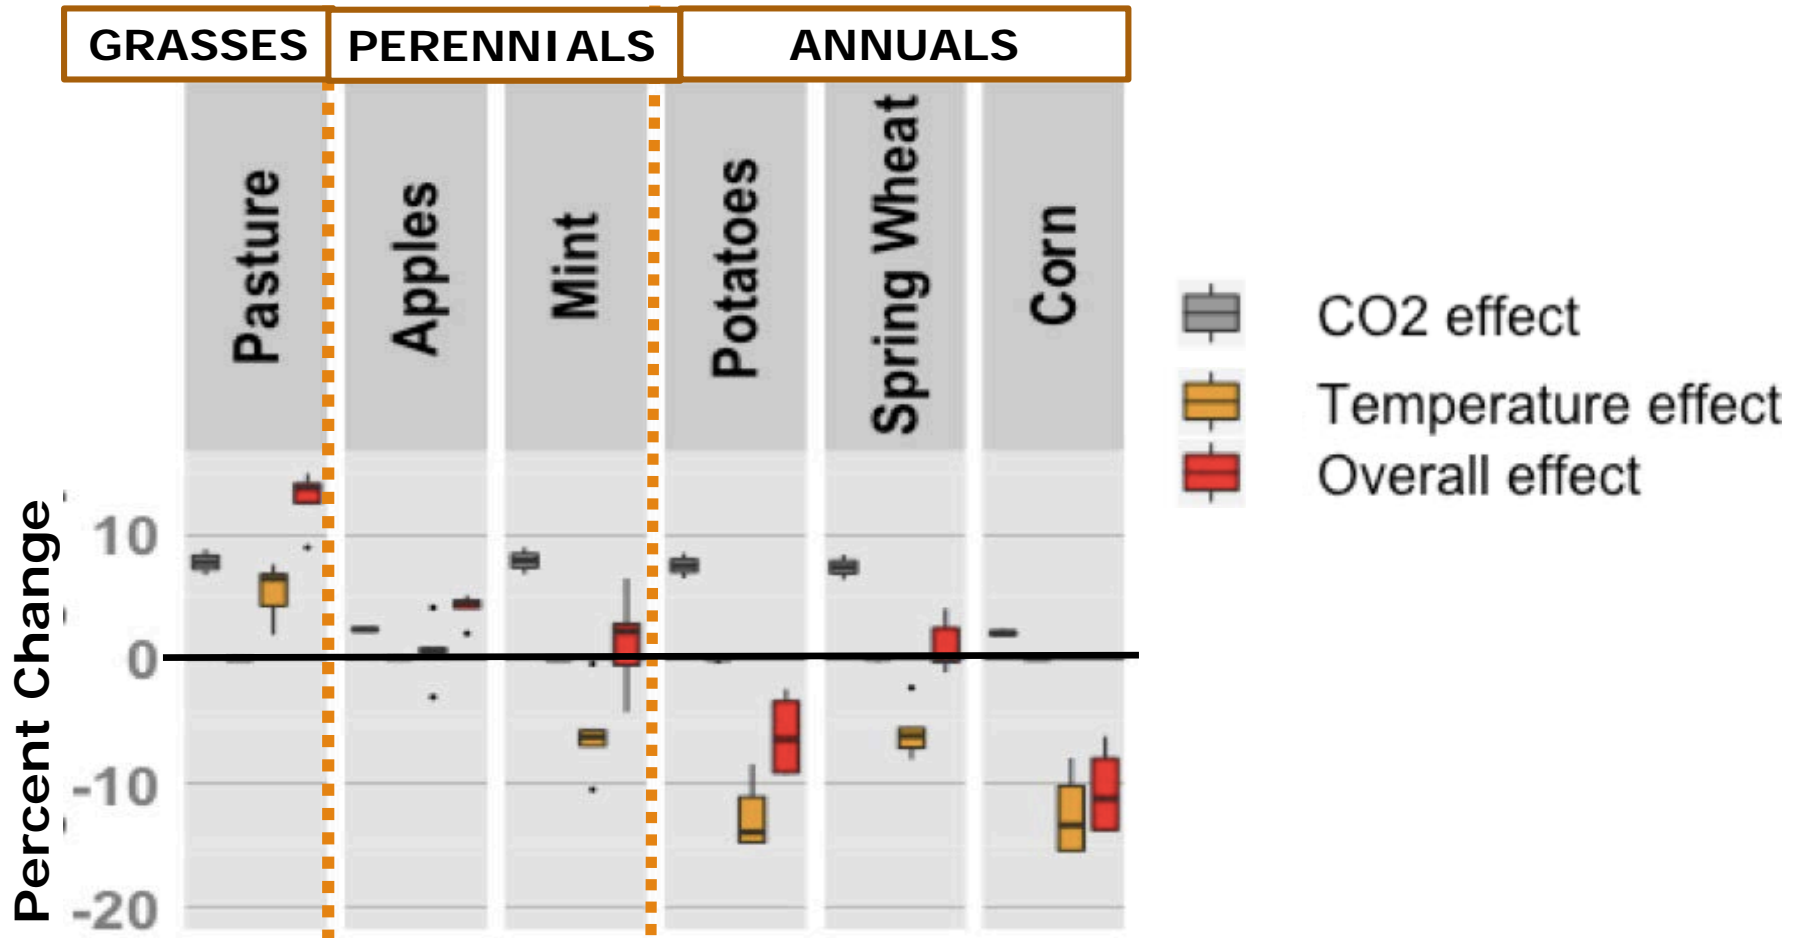 GRASSES
PERENNIALS
ANNUALS
Pasture
Apples
Mint
Potatoes
Spring Wheat
Corn
CO2 effect
Temperature effect
Overall effect
Percent Change
10
0
-10
-20